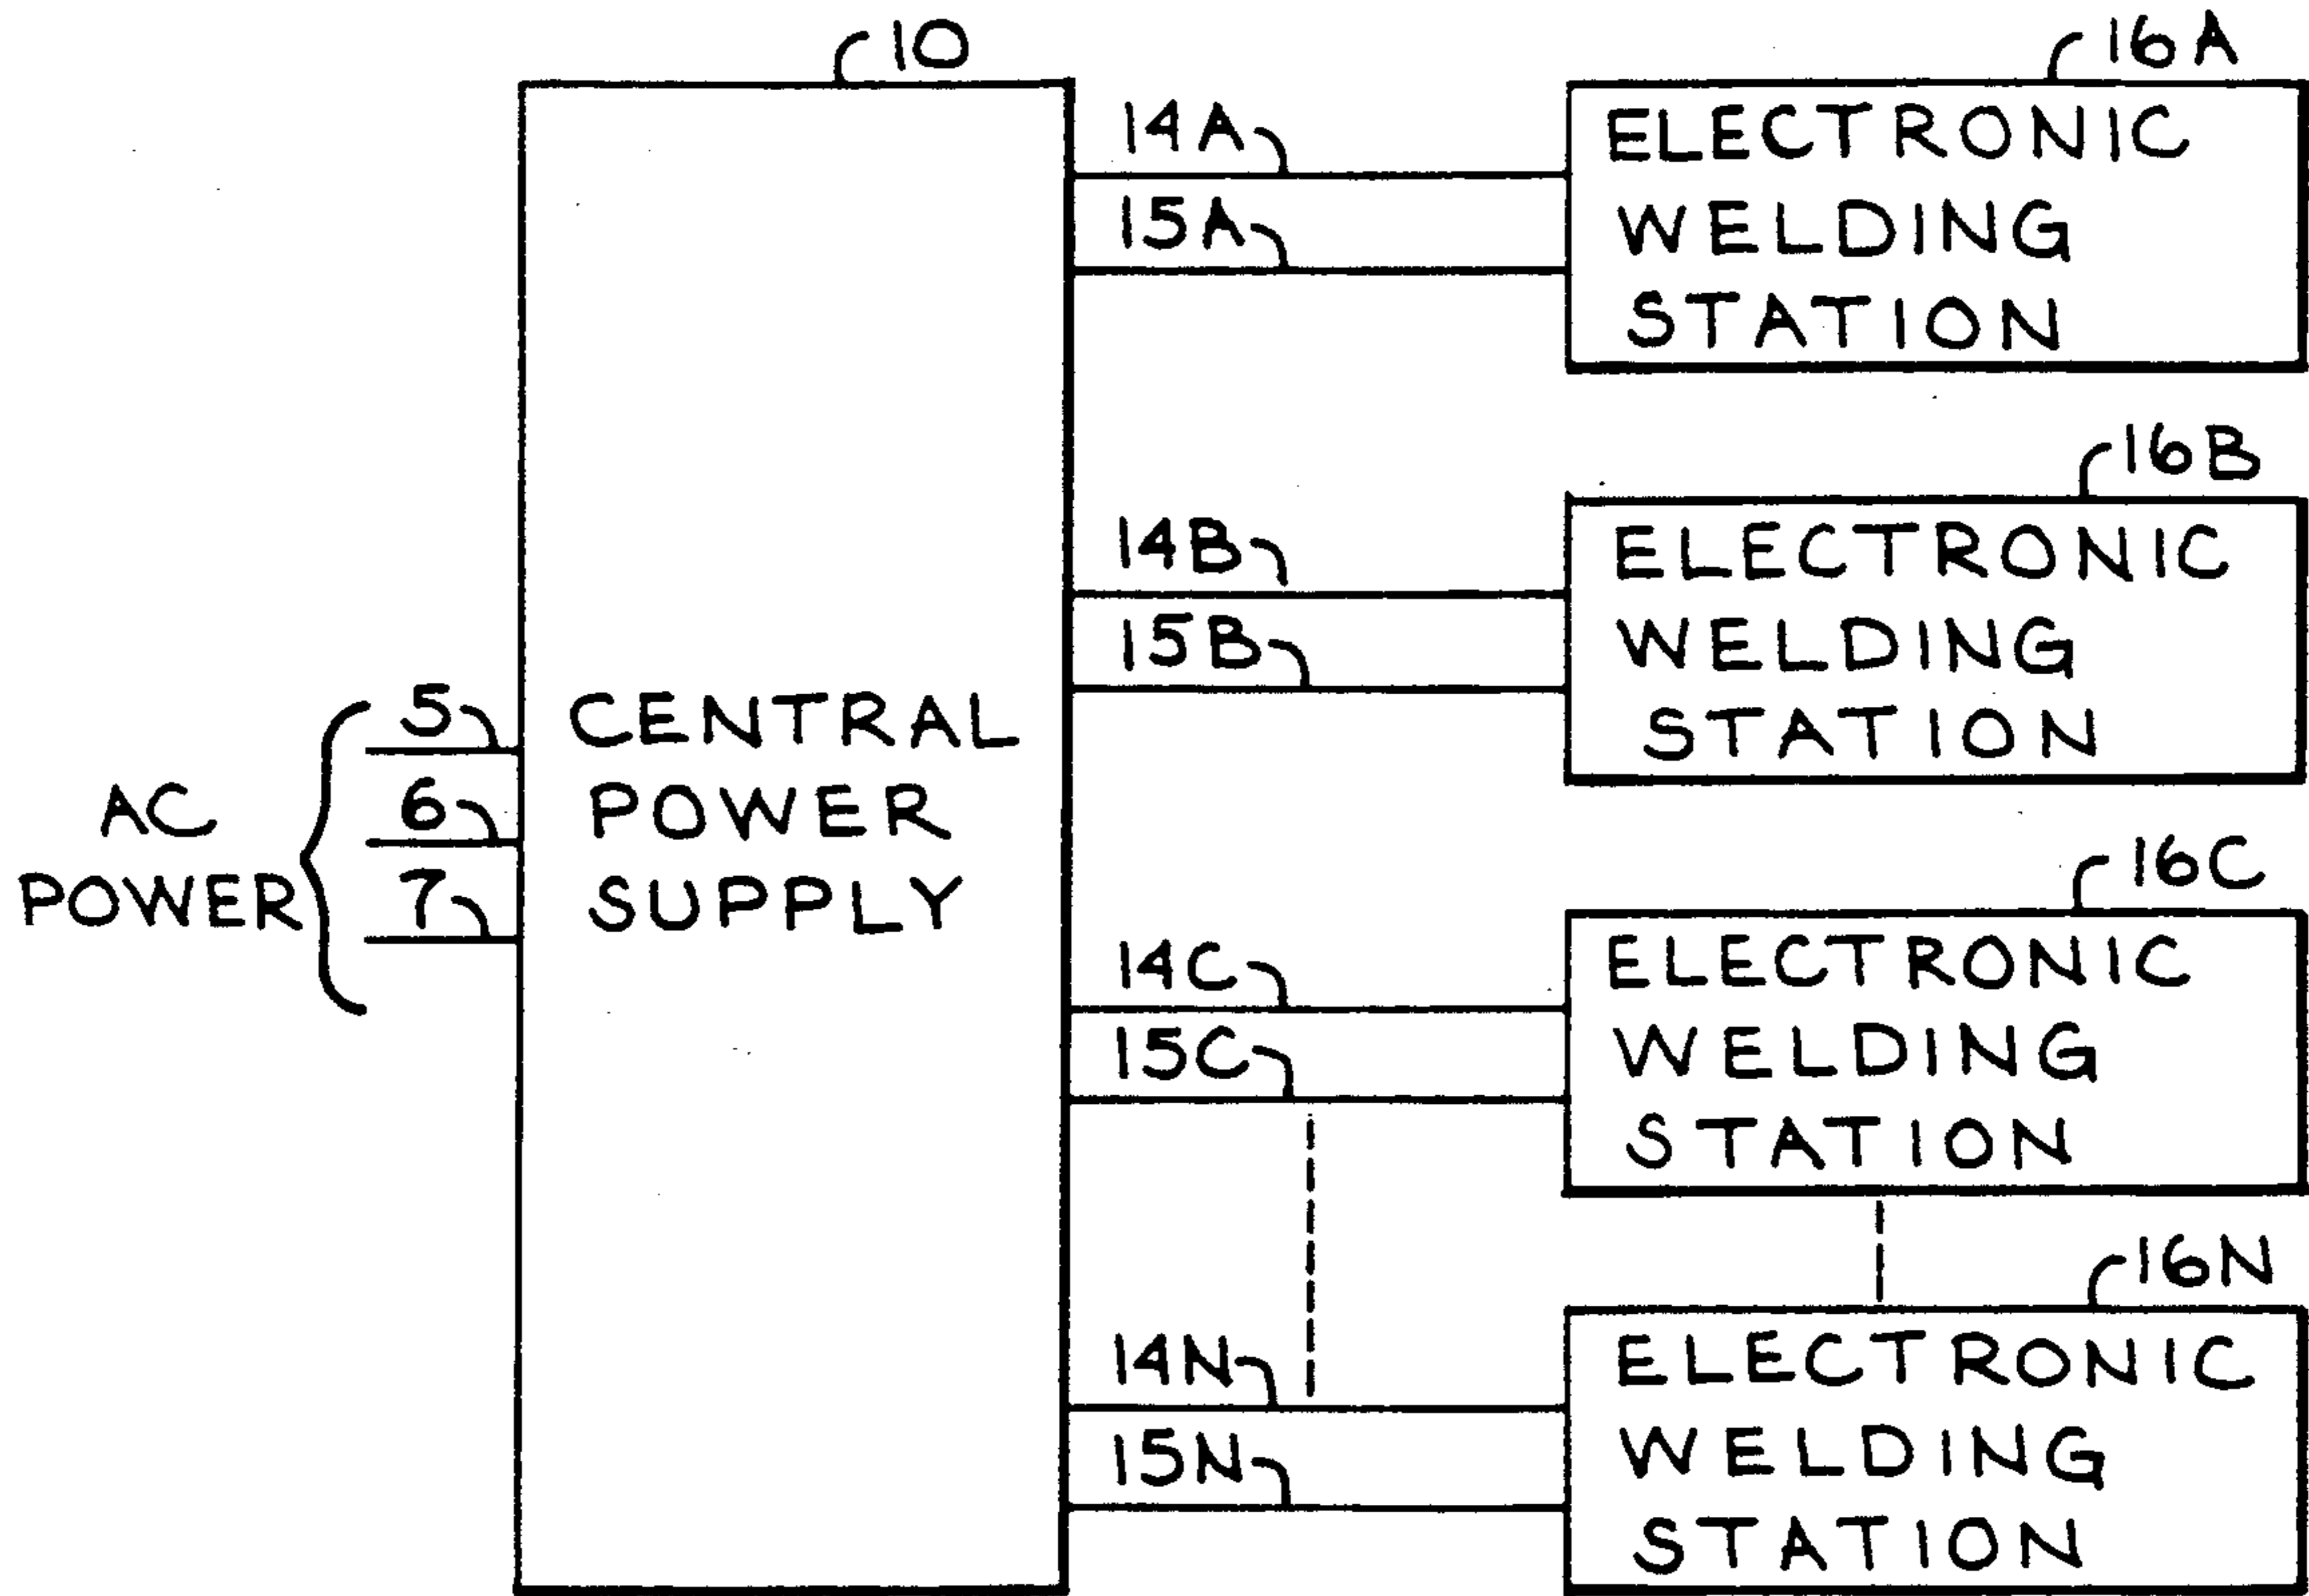 10
16A
14A
15A
ELECTRONIC
WELDING
STATION
16B
14B
15B
ELECTRONIC
WELDING
STATION
AC
POWER
5
6
7
CENTRAL
POWER
SUPPLY
16C
14C
15C
ELECTRONIC
WELDING
STATION
16N
14N
15N
ELECTRONIC
WELDING
STATION